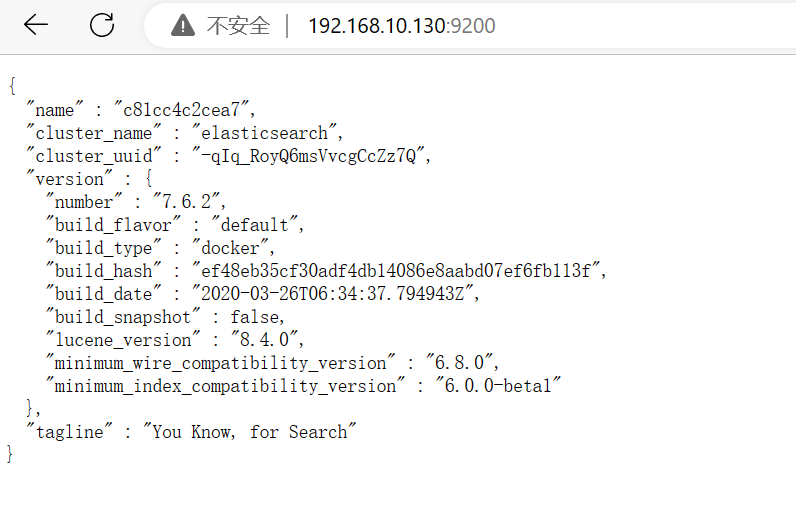 不安全 | 192.168.10.130:9200
{
  "name" : "c81cc4c2cea7",
  "cluster_name" : "elasticsearch",
  "cluster_uuid" : "-qIq_RoyQ6msVvcgCcZz7Q",
  "version" : {
    "number" : "7.6.2",
    "build_flavor" : "default",
    "build_type" : "docker",
    "build_hash" : "ef48eb35cf30adf4db14086e8aabd07ef6fb113f",
    "build_date" : "2020-03-26T06:34:37.794943Z",
    "build_snapshot" : false,
    "lucene_version" : "8.4.0",
    "minimum_wire_compatibility_version" : "6.8.0",
    "minimum_index_compatibility_version" : "6.0.0-beta1"
  },
  "tagline" : "You Know, for Search"
}